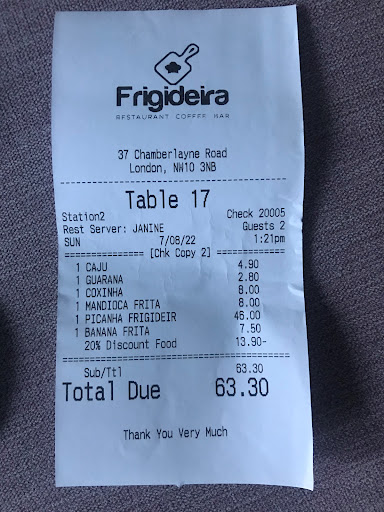 Frigideira
RESTAURANT COFFEE BAR
37 Chamberlayne Road
London, NW10 3NB
Table 17
Station2 Check 20005
Rest Server: JANINE Guests 2
SUN 7/08/22 1:21pm
[Chk Copy 2]
1 CAJU 4.90
1 GUARANA 2.80
1 COXINHA 8.00
1 MANDIOCA FRITA 8.00
1 PICANHA FRIGIDEIR 46.00
1 BANANA FRITA 7.50
20% Discount Food 13.90-
Sub/Ttl 63.30
Total Due 63.30
Thank You Very Much